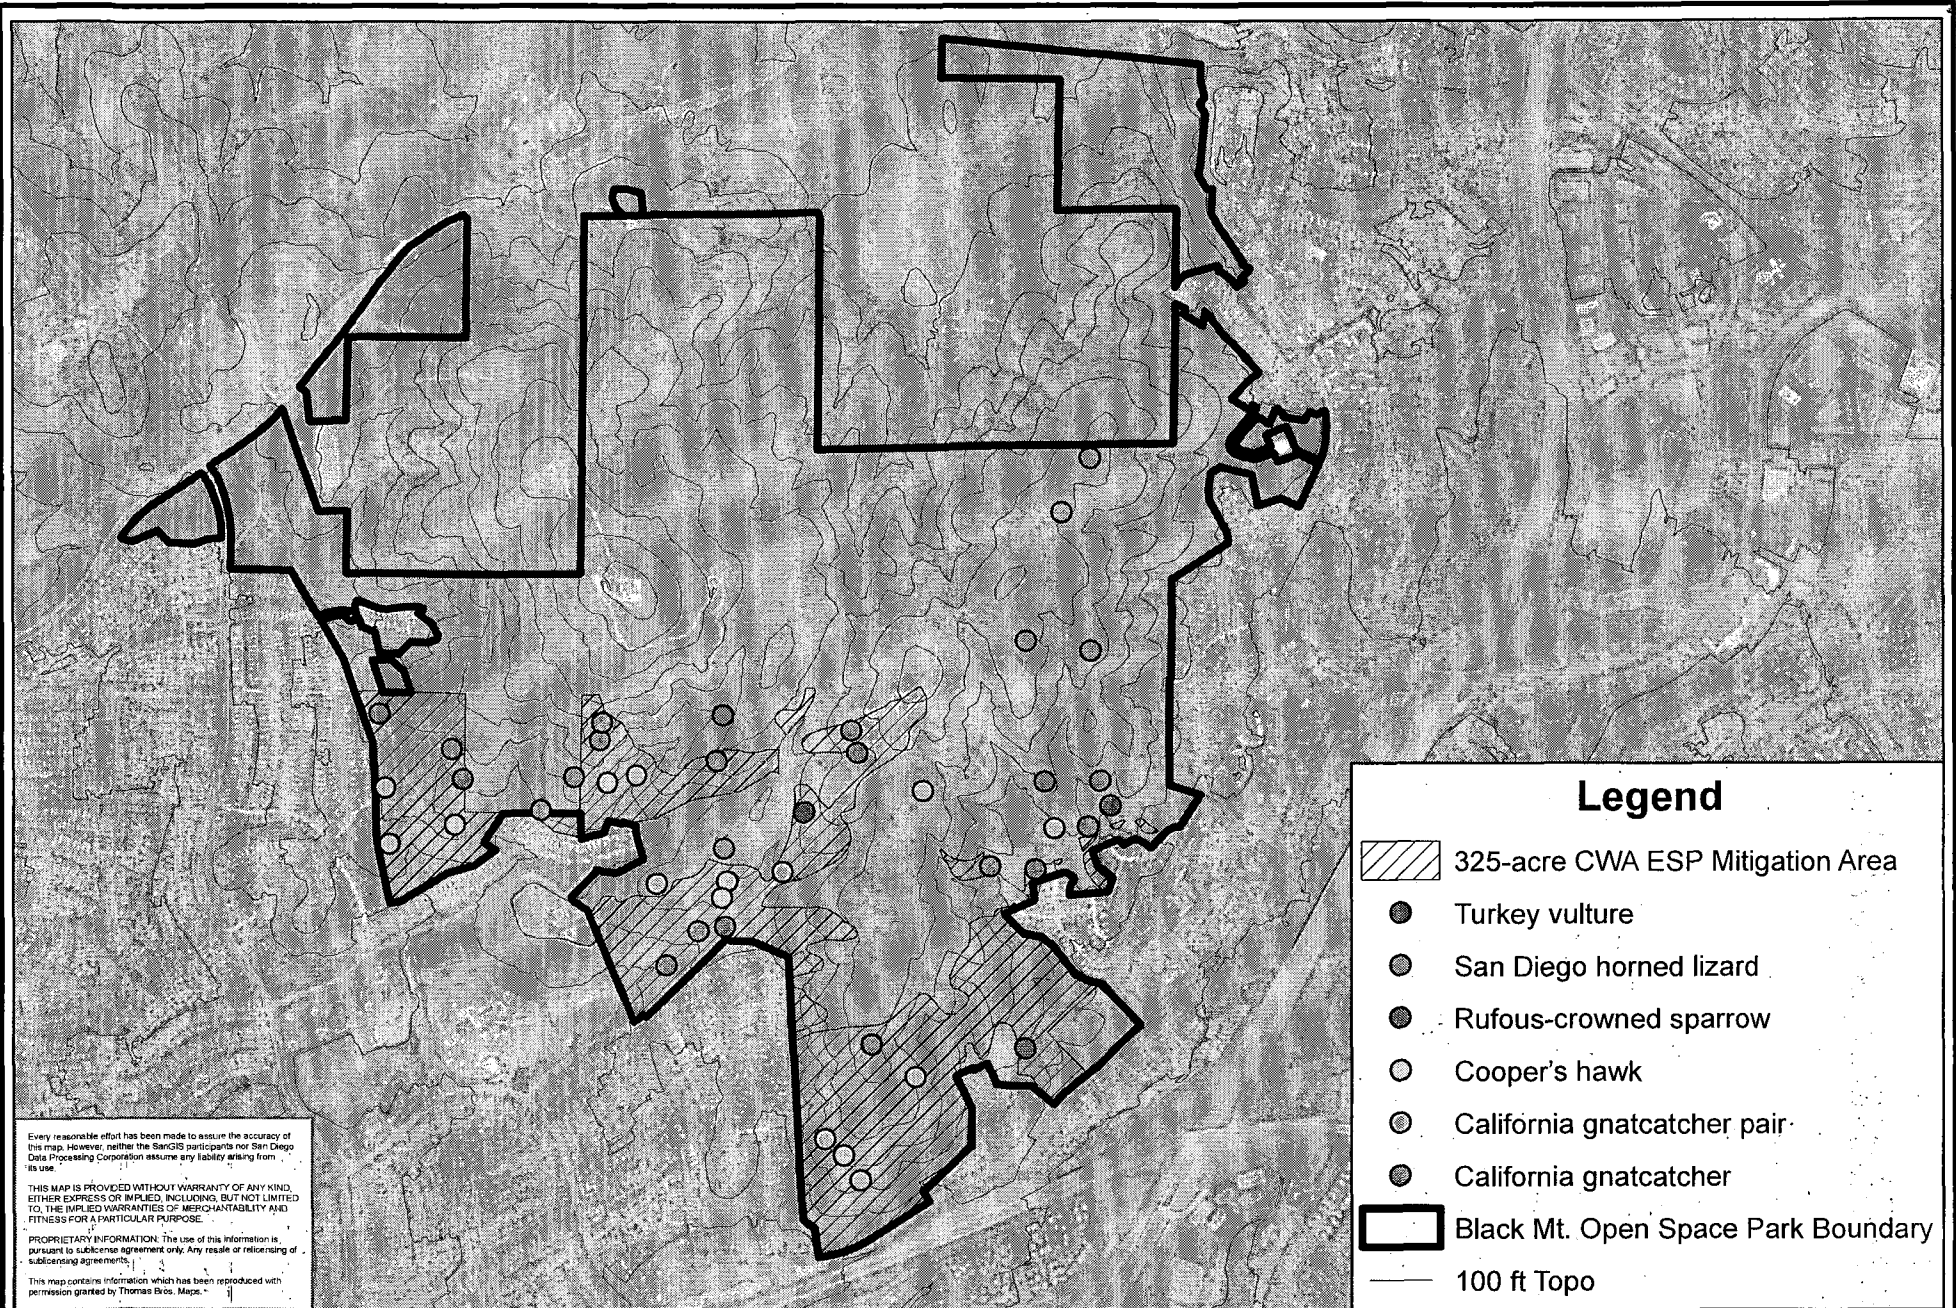 Legend
325-acre CWA ESP Mitigation Area
Turkey vulture
San Diego horned lizard
Rufous-crowned sparrow
Cooper's hawk
California gnatcatcher pair
California gnatcatcher
Black Mt. Open Space Park Boundary
100 ft Topo
Every reasonable effort has been made to assure the accuracy of
this map. However, neither the SanGIS participants nor San Diego
Data Processing Corporation assume any liability arising from
its use.
THIS MAP IS PROVIDED WITHOUT WARRANTY OF ANY KIND,
EITHER EXPRESS OR IMPLIED, INCLUDING, BUT NOT LIMITED
TO, THE IMPLIED WARRANTIES OF MERCHANTABILITY AND
FITNESS FOR A PARTICULAR PURPOSE.
PROPRIETARY INFORMATION: The use of this information is
pursuant to sublicense agreement only. Any resale or relicensing of
sublicensing agreements.
This map contains information which has been reproduced with
permission granted by Thomas Bros. Maps.